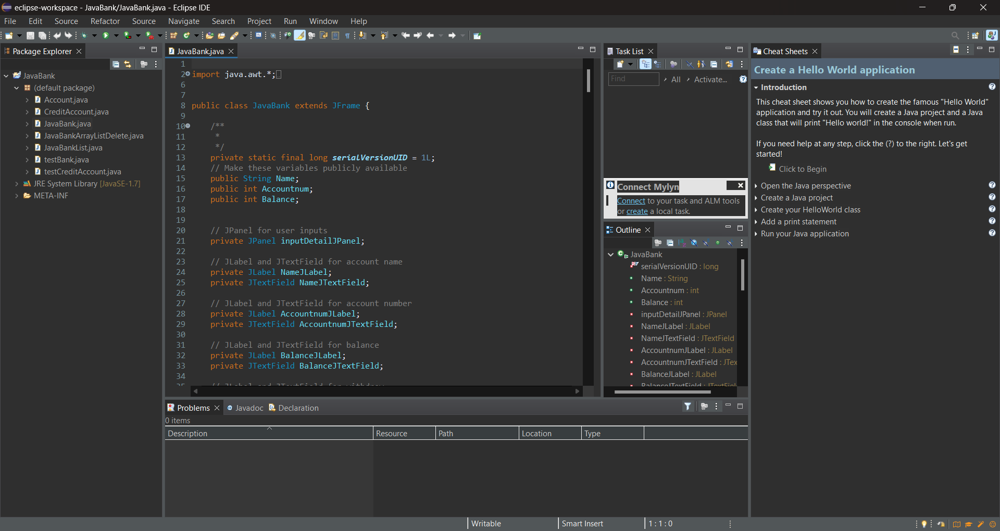 eclipse-workspace - JavaBank/JavaBank.java - Eclipse IDE
File Edit Source Refactor Source Navigate Search Project Run Window Help
Package Explorer
JavaBank
(default package)
Account.java
CreditAccount.java
JavaBank.java
JavaBankArrayListDelete.java
JavaBankList.java
testBank.java
testCreditAccount.java
JRE System Library [JavaSE-1.7]
META-INF
JavaBank.java
1
2 import java.awt.*;
6
7
8 public class JavaBank extends JFrame {
9
10 /**
11 *
12 */
13 private static final long serialVersionUID = 1L;
14 // Make these variables publicly available
15 public String Name;
16 public int Accountnum;
17 public int Balance;
18
19
20 // JPanel for user inputs
21 private JPanel inputDetailJPanel;
22
23 // JLabel and JTextField for account name
24 private JLabel NameJLabel;
25 private JTextField NameJTextField;
26
27 // JLabel and JTextField for account number
28 private JLabel AccountnumJLabel;
29 private JTextField AccountnumJTextField;
30
31 // JLabel and JTextField for balance
32 private JLabel BalanceJLabel;
33 private JTextField BalanceJTextField;
34
35 // JLabel and JTextField for withdraw
Task List
Find All Activate...
Connect Mylyn
Connect to your task and ALM tools
or create a local task.
Outline
JavaBank
serialVersionUID : long
Name : String
Accountnum : int
Balance : int
inputDetailJPanel : JPanel
NameJLabel : JLabel
NameJTextField : JTextField
AccountnumJLabel : JLabel
AccountnumJTextField : JTex
BalanceJLabel : JLabel
BalanceJTextField : JTextFiel
Cheat Sheets
Create a Hello World application
Introduction
This cheat sheet shows you how to create the famous "Hello World"
application and try it out. You will create a Java project and a Java
class that will print "Hello world!" in the console when run.
If you need help at any step, click the (?) to the right. Let's get
started!
Click to Begin
Open the Java perspective
Create a Java project
Create your HelloWorld class
Add a print statement
Run your Java application
Problems Javadoc Declaration
0 items
Description Resource Path Location Type
Writable Smart Insert 1 : 1 : 0